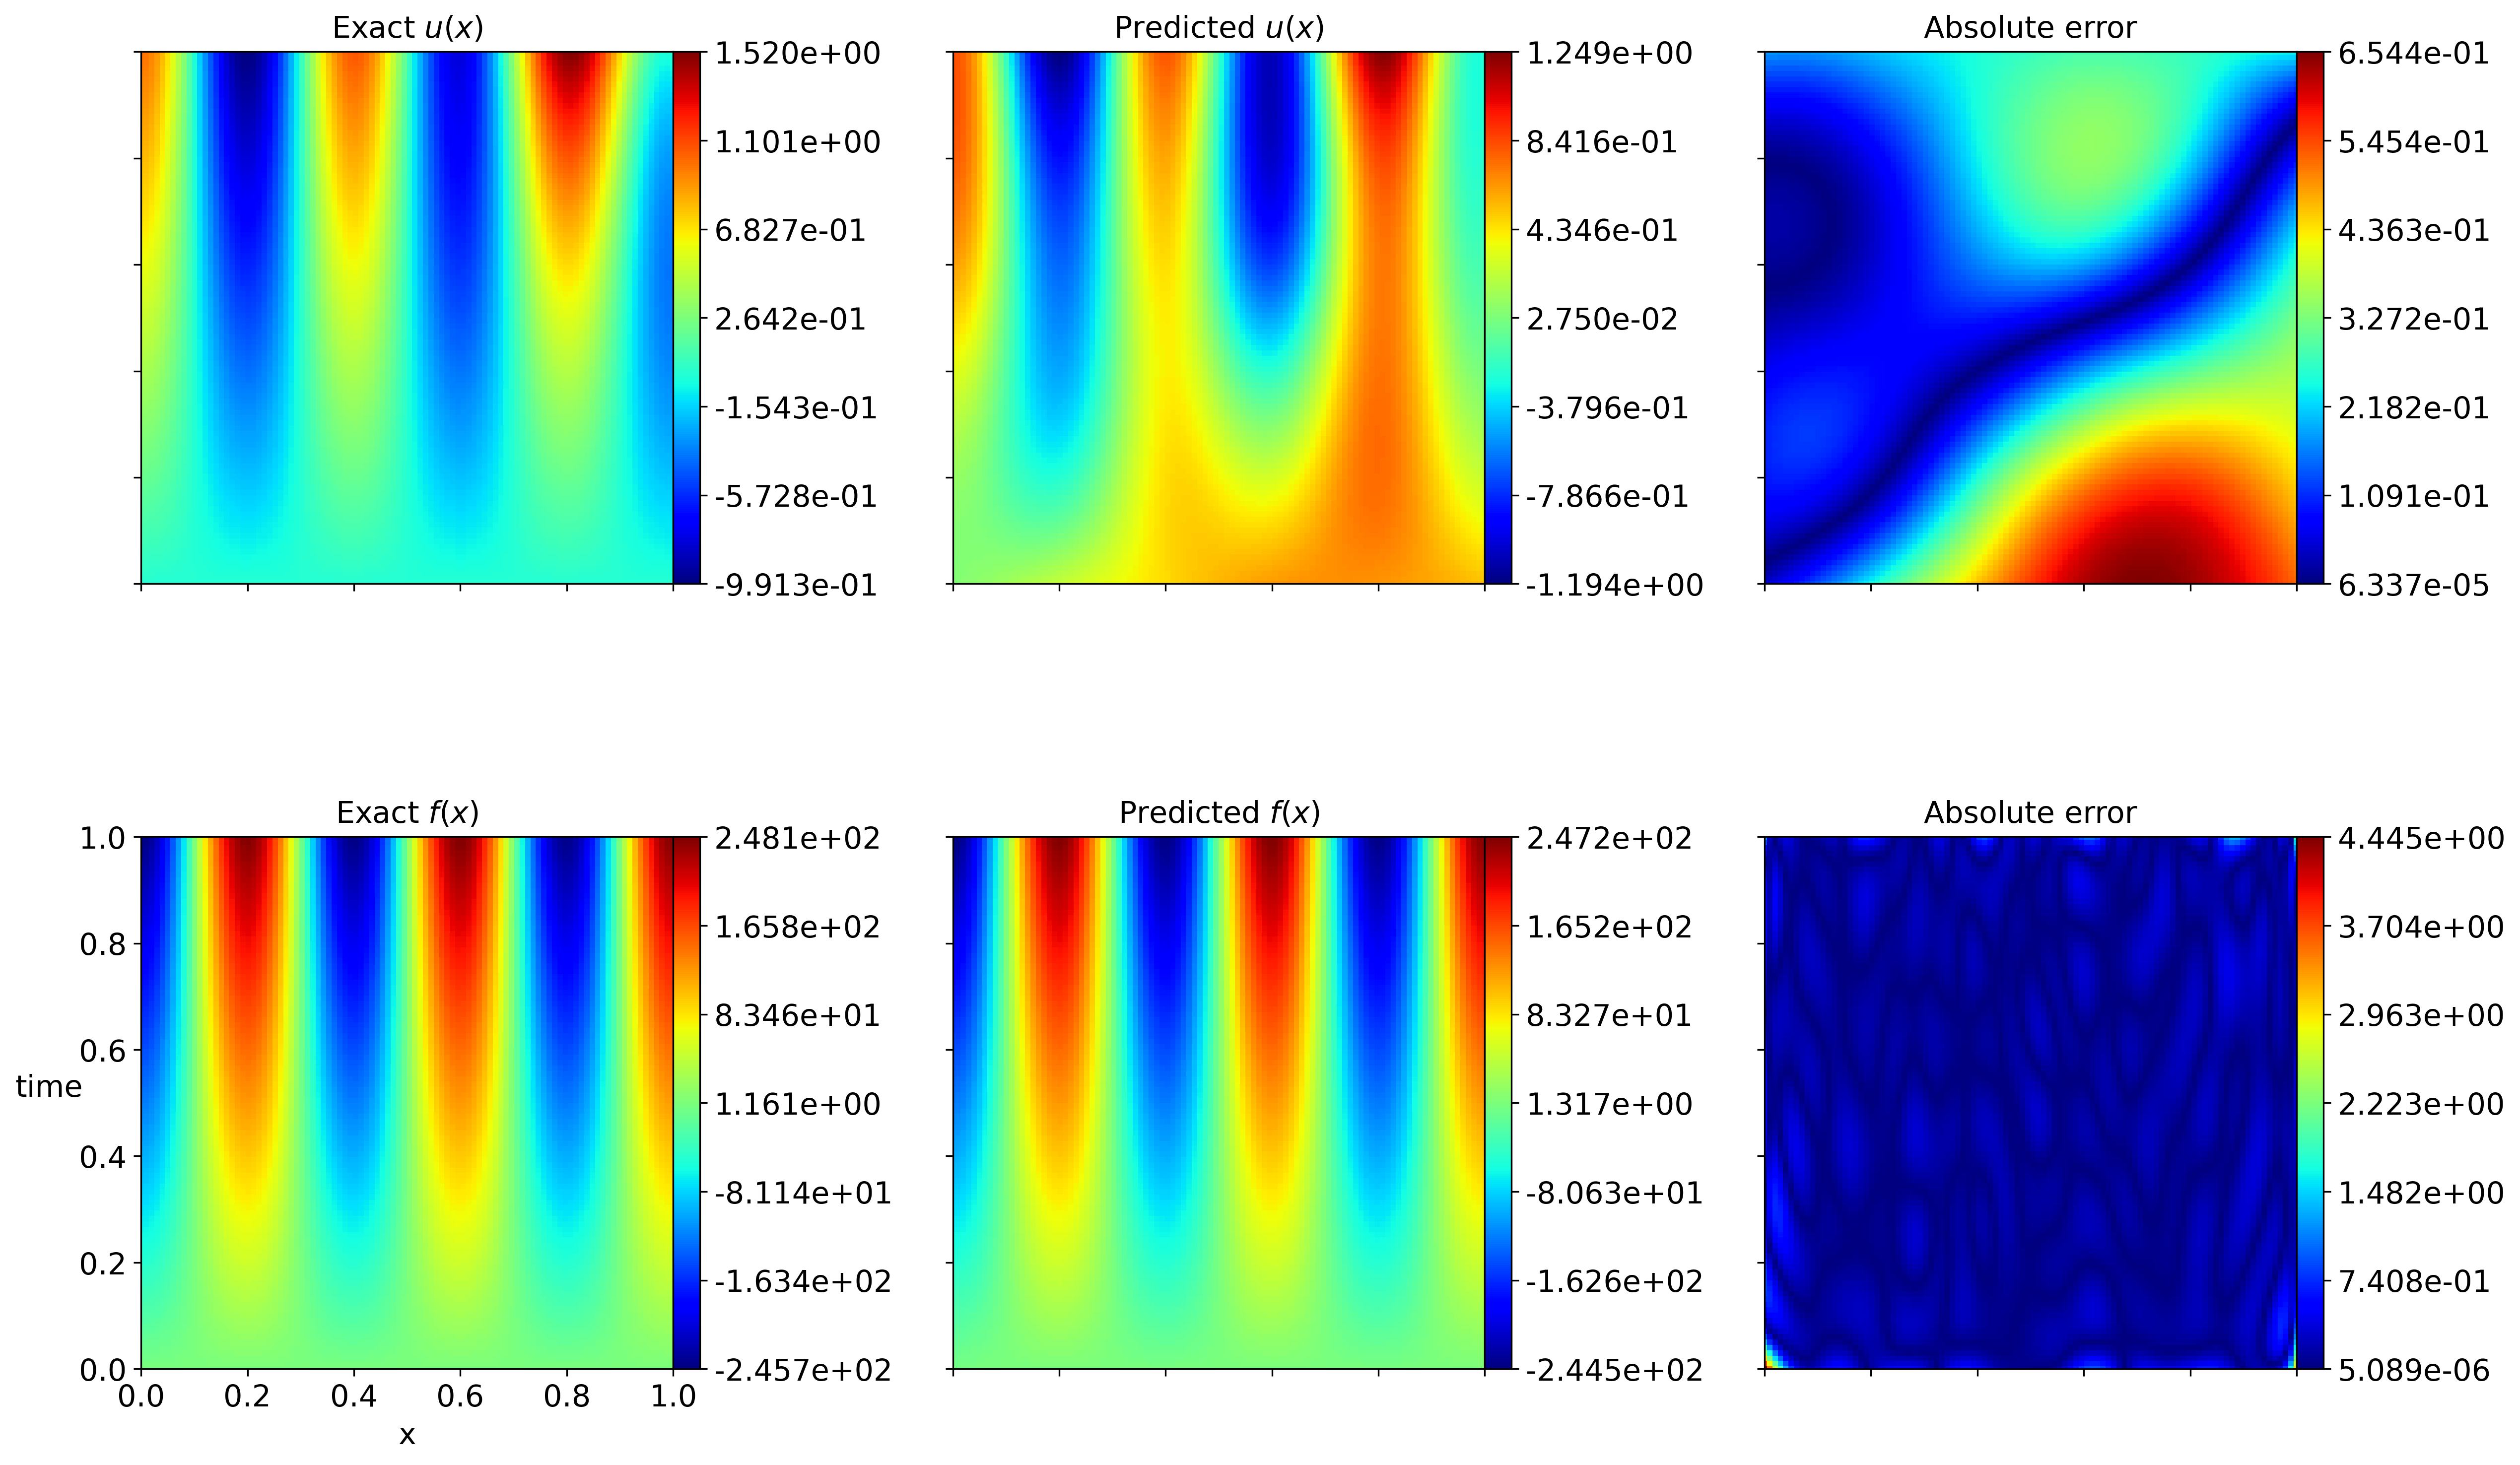 Exact u(x)
1.520e+00
1.101e+00
6.827e-01
2.642e-01
-1.543e-01
-5.728e-01
-9.913e-01
Predicted u(x)
1.249e+00
8.416e-01
4.346e-01
2.750e-02
-3.796e-01
-7.866e-01
-1.194e+00
Absolute error
6.544e-01
5.454e-01
4.363e-01
3.272e-01
2.182e-01
1.091e-01
6.337e-05
Exact f(x)
1.0
0.8
0.6
0.4
0.2
0.0
time
0.0 0.2 0.4 0.6 0.8 1.0
x
2.481e+02
1.658e+02
8.346e+01
1.161e+00
-8.114e+01
-1.634e+02
-2.457e+02
Predicted f(x)
2.472e+02
1.652e+02
8.327e+01
1.317e+00
-8.063e+01
-1.626e+02
-2.445e+02
Absolute error
4.445e+00
3.704e+00
2.963e+00
2.223e+00
1.482e+00
7.408e-01
5.089e-06